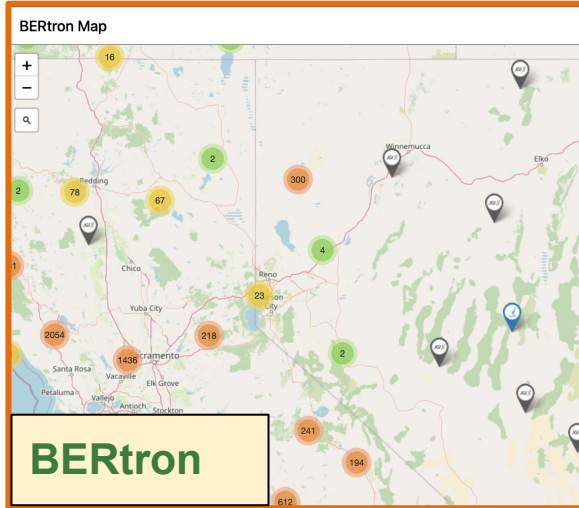 BERtron Map
16
+
−
Winnemucca
Elko
2
300
2
Redding
78
67
4
Chico
Reno
23
Yuba City
2054
218
1436
2
Santa Rosa
Vacaville
Elk Grove
Petaluma
Vallejo
Antioch
Stockton
241
194
612
BERtron